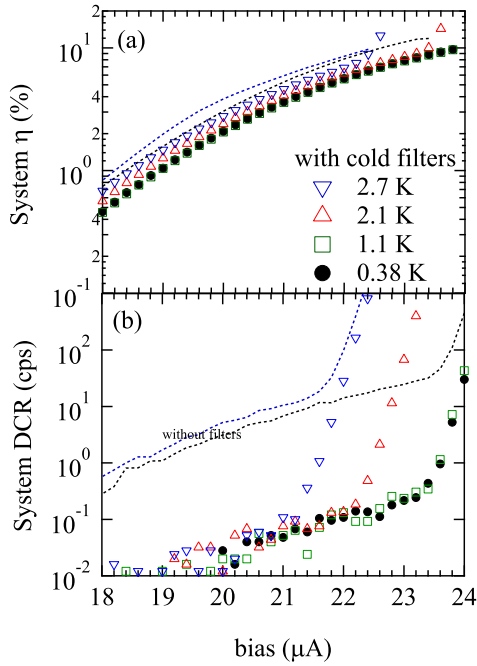 (a)
System η (%)
10¹
4
2
10⁰
4
2
10⁻¹
with cold filters
2.7 K
2.1 K
1.1 K
0.38 K
(b)
System DCR (cps)
10²
10¹
10⁰
10⁻¹
10⁻²
without filters
18 19 20 21 22 23 24
bias (μA)